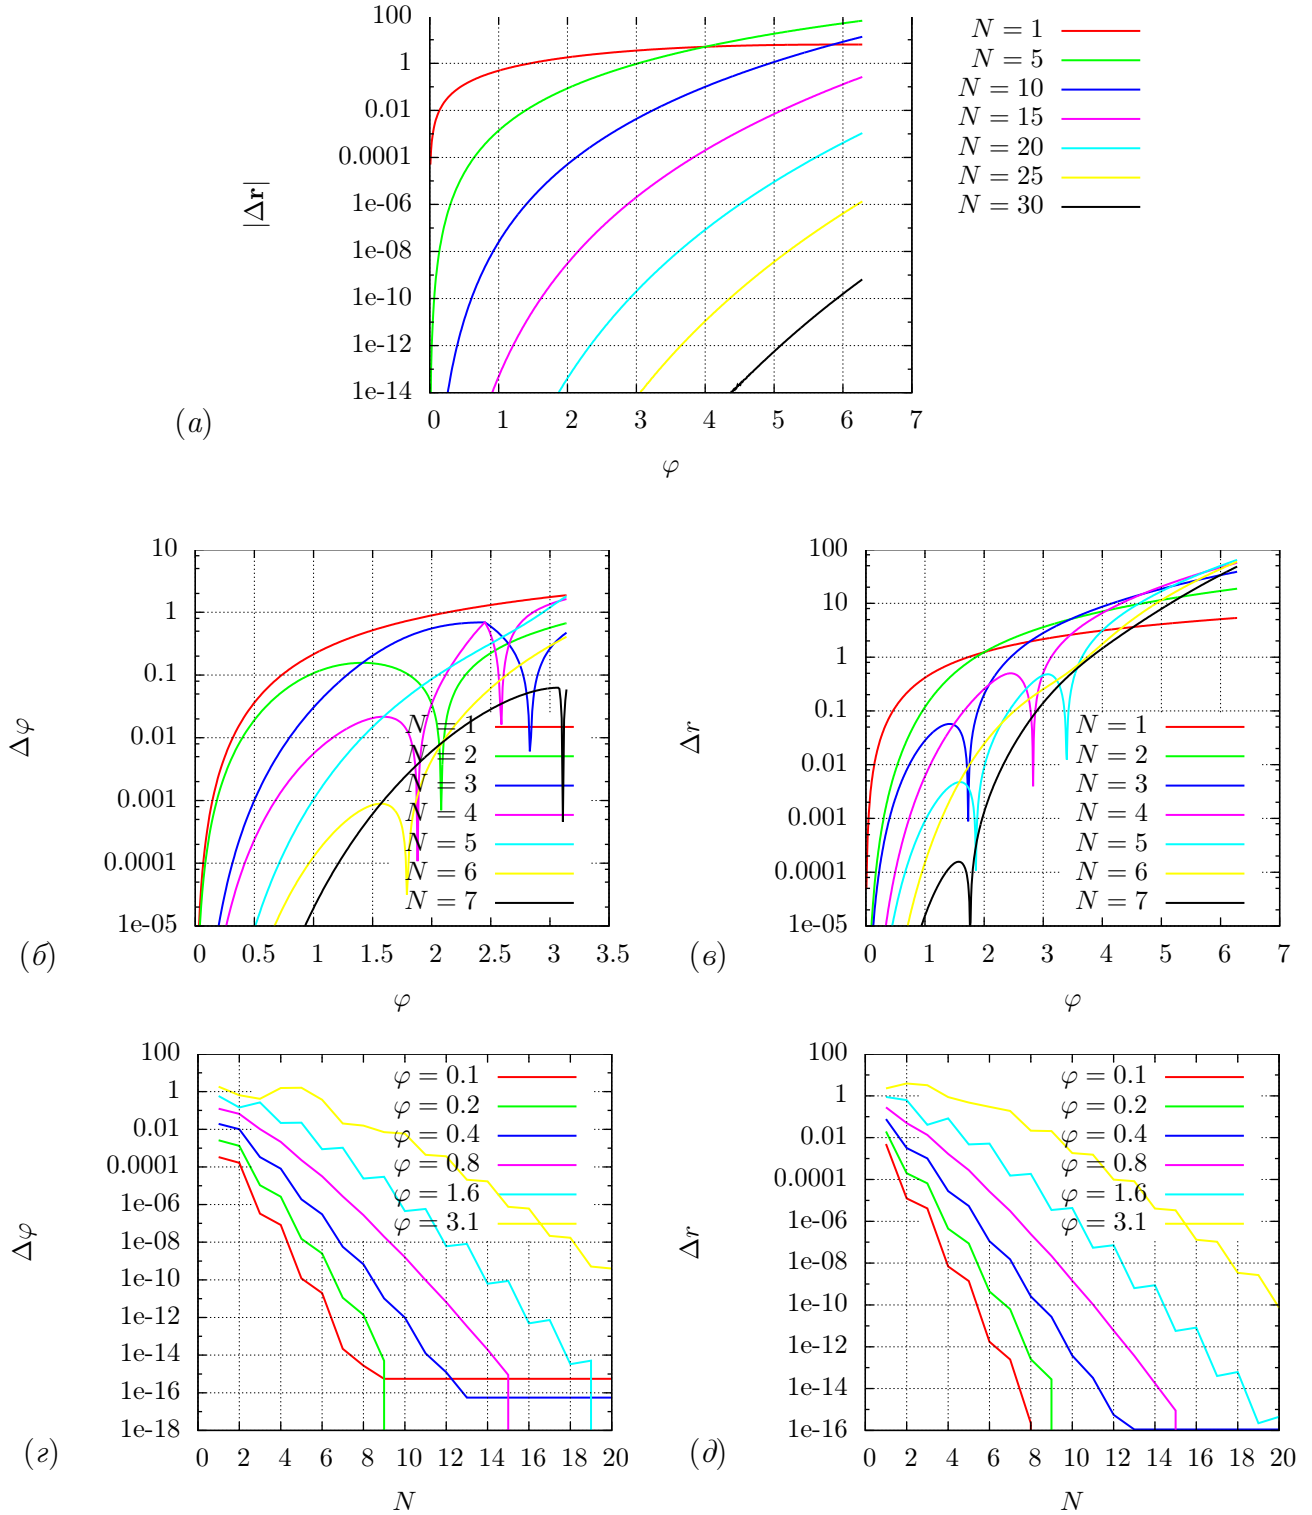 100
1
0.01
0.0001
1e-06
1e-08
1e-10
1e-12
1e-14
0 1 2 3 4 5 6 7
|Δr|
φ
N = 1
N = 5
N = 10
N = 15
N = 20
N = 25
N = 30
(а)
10
1
0.1
0.01
0.001
0.0001
1e-05
0 0.5 1 1.5 2 2.5 3 3.5
Δφ
φ
N = 1
N = 2
N = 3
N = 4
N = 5
N = 6
N = 7
(б)
100
10
1
0.1
0.01
0.001
0.0001
1e-05
0 1 2 3 4 5 6 7
Δr
φ
N = 1
N = 2
N = 3
N = 4
N = 5
N = 6
N = 7
(в)
100
1
0.01
0.0001
1e-06
1e-08
1e-10
1e-12
1e-14
1e-16
1e-18
0 2 4 6 8 10 12 14 16 18 20
Δφ
N
φ = 0.1
φ = 0.2
φ = 0.4
φ = 0.8
φ = 1.6
φ = 3.1
(г)
100
1
0.01
0.0001
1e-06
1e-08
1e-10
1e-12
1e-14
1e-16
0 2 4 6 8 10 12 14 16 18 20
Δr
N
φ = 0.1
φ = 0.2
φ = 0.4
φ = 0.8
φ = 1.6
φ = 3.1
(д)